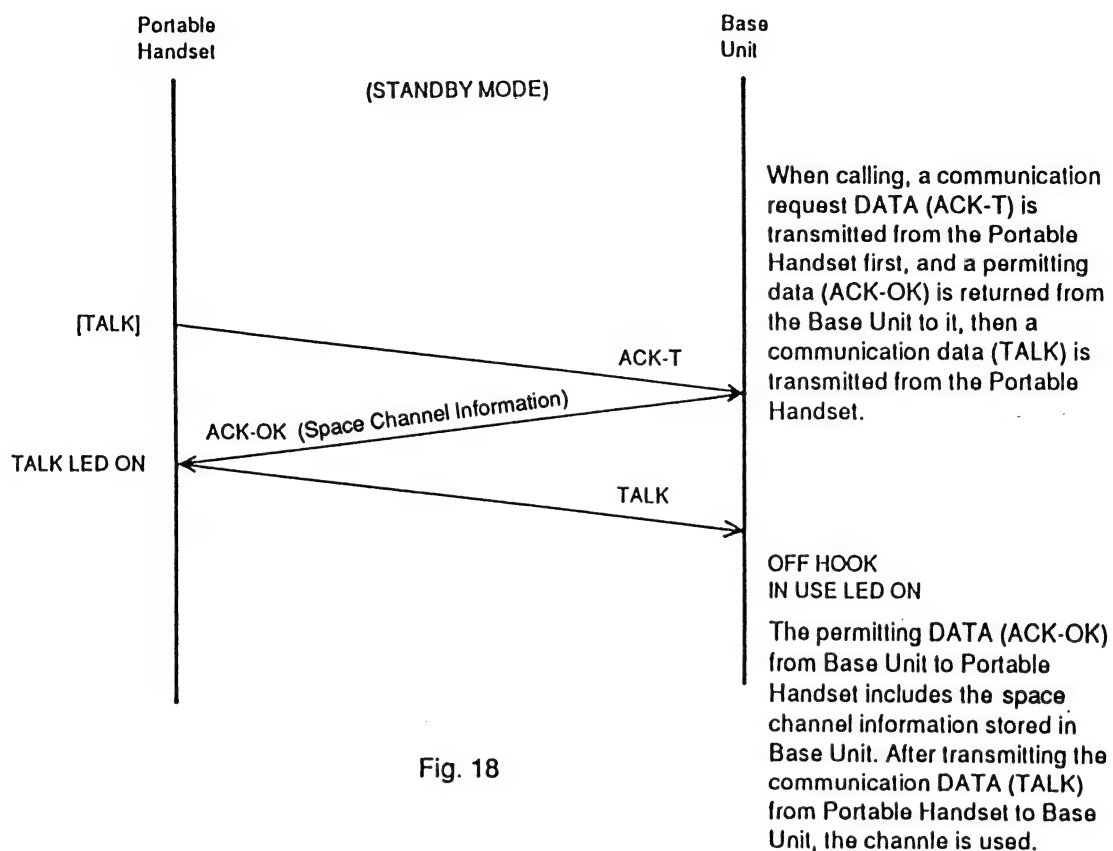 Portable
Handset
Base
Unit
(STANDBY MODE)
When calling, a communication
request DATA (ACK-T) is
transmitted from the Portable
Handset first, and a permitting
data (ACK-OK) is returned from
the Base Unit to it, then a
communication data (TALK) is
transmitted from the Portable
Handset.
[TALK]
ACK-T
ACK-OK (Space Channel Information)
TALK LED ON
TALK
OFF HOOK
IN USE LED ON
The permitting DATA (ACK-OK)
from Base Unit to Portable
Handset includes the space
channel information stored in
Base Unit. After transmitting the
communication DATA (TALK)
from Portable Handset to Base
Unit, the channle is used.
Fig. 18